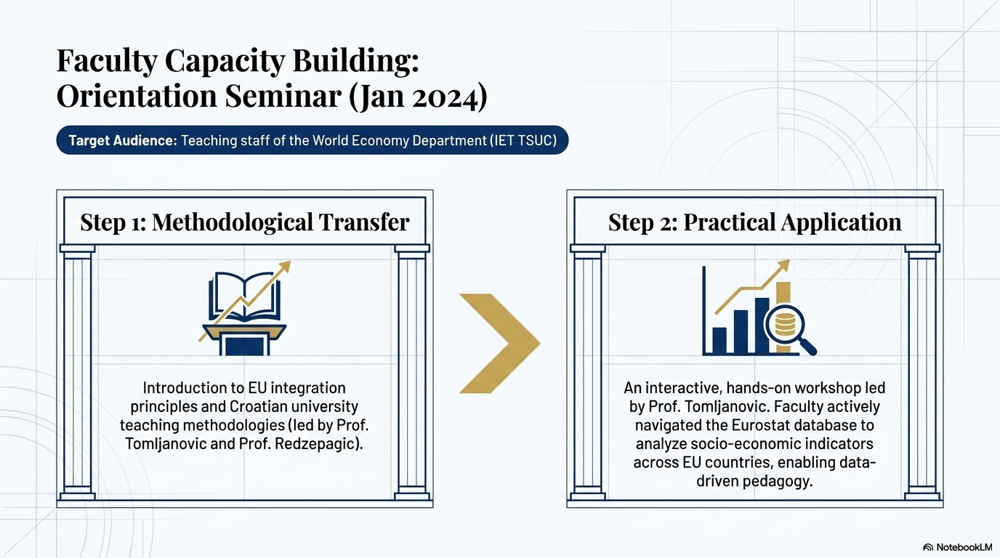 Faculty Capacity Building:
Orientation Seminar (Jan 2024)
Target Audience: Teaching staff of the World Economy Department (IET TSUC)
Step 1: Methodological Transfer
Introduction to EU integration
principles and Croatian university
teaching methodologies (led by Prof.
Tomljanovic and Prof. Redzepagic).
Step 2: Practical Application
An interactive, hands-on workshop led
by Prof. Tomljanovic. Faculty actively
navigated the Eurostat database to
analyze socio-economic indicators
across EU countries, enabling data-
driven pedagogy.
NotebookLM